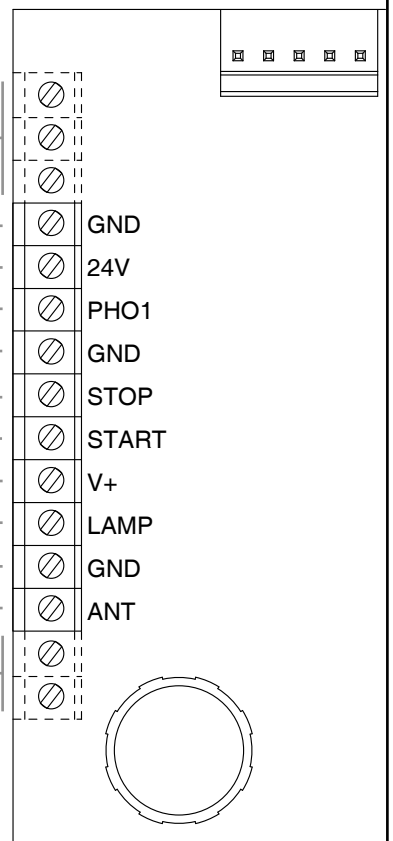 GND
24V
PHO1
GND
STOP
START
V+
LAMP
GND
ANT